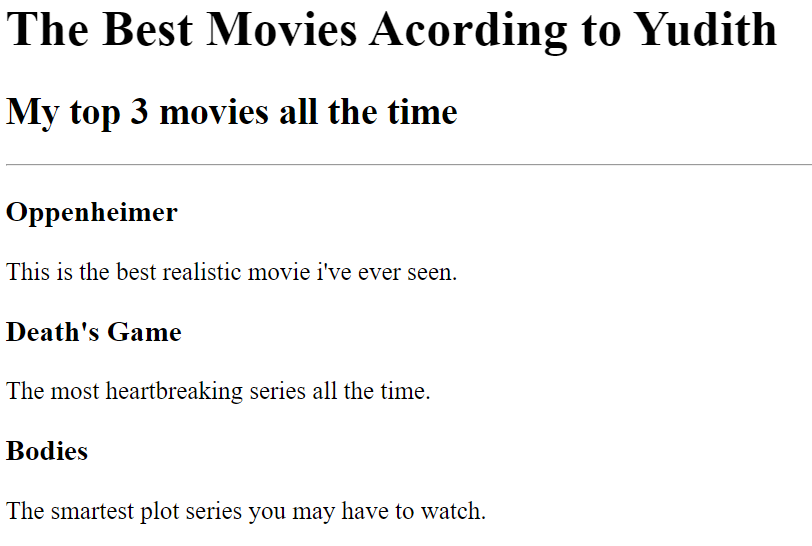 The Best Movies Acording to Yudith
My top 3 movies all the time
Oppenheimer
This is the best realistic movie i've ever seen.
Death's Game
The most heartbreaking series all the time.
Bodies
The smartest plot series you may have to watch.